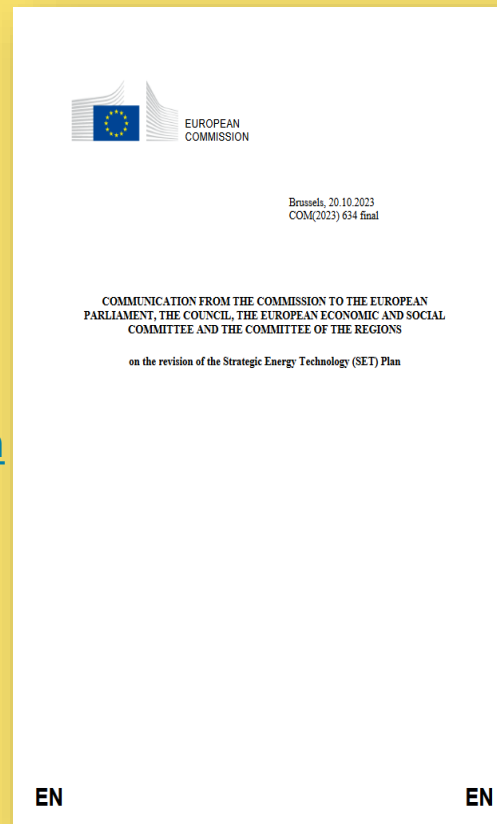 EUROPEAN
COMMISSION
Brussels, 20.10.2023
COM(2023) 634 final
COMMUNICATION FROM THE COMMISSION TO THE EUROPEAN
PARLIAMENT, THE COUNCIL, THE EUROPEAN ECONOMIC AND SOCIAL
COMMITTEE AND THE COMMITTEE OF THE REGIONS
on the revision of the Strategic Energy Technology (SET) Plan
EN
EN